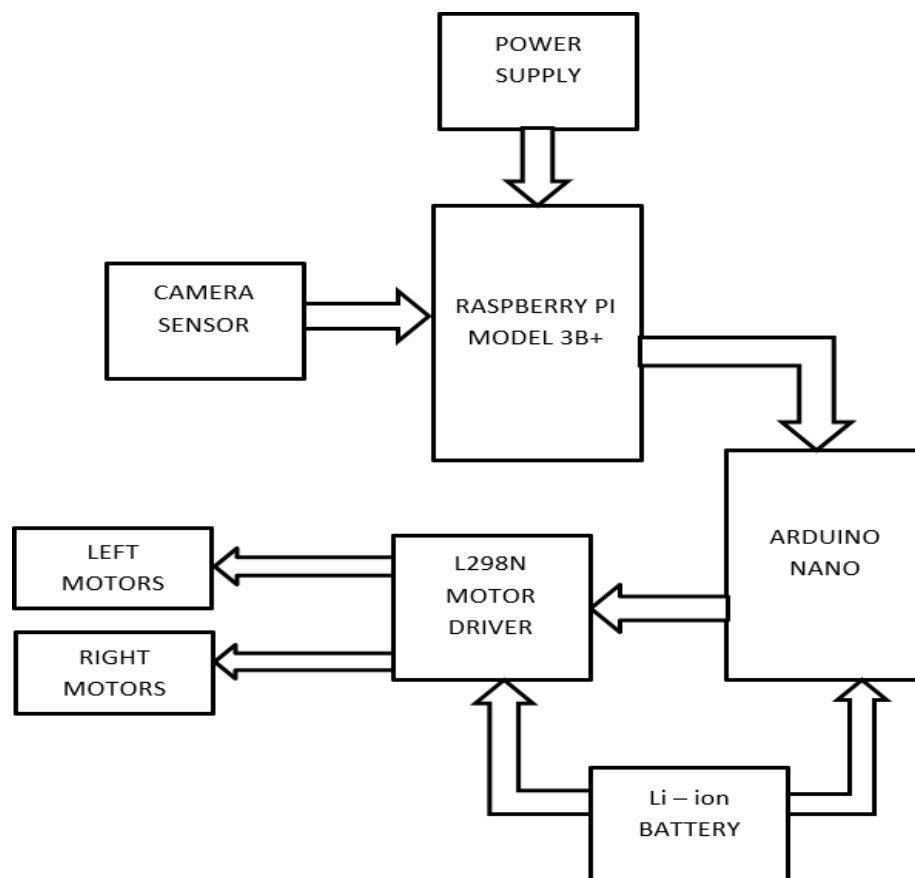 POWER
SUPPLY
CAMERA
SENSOR
RASPBERRY PI
MODEL 3B+
ARDUINO
NANO
L298N
MOTOR
DRIVER
LEFT
MOTORS
RIGHT
MOTORS
Li – ion
BATTERY